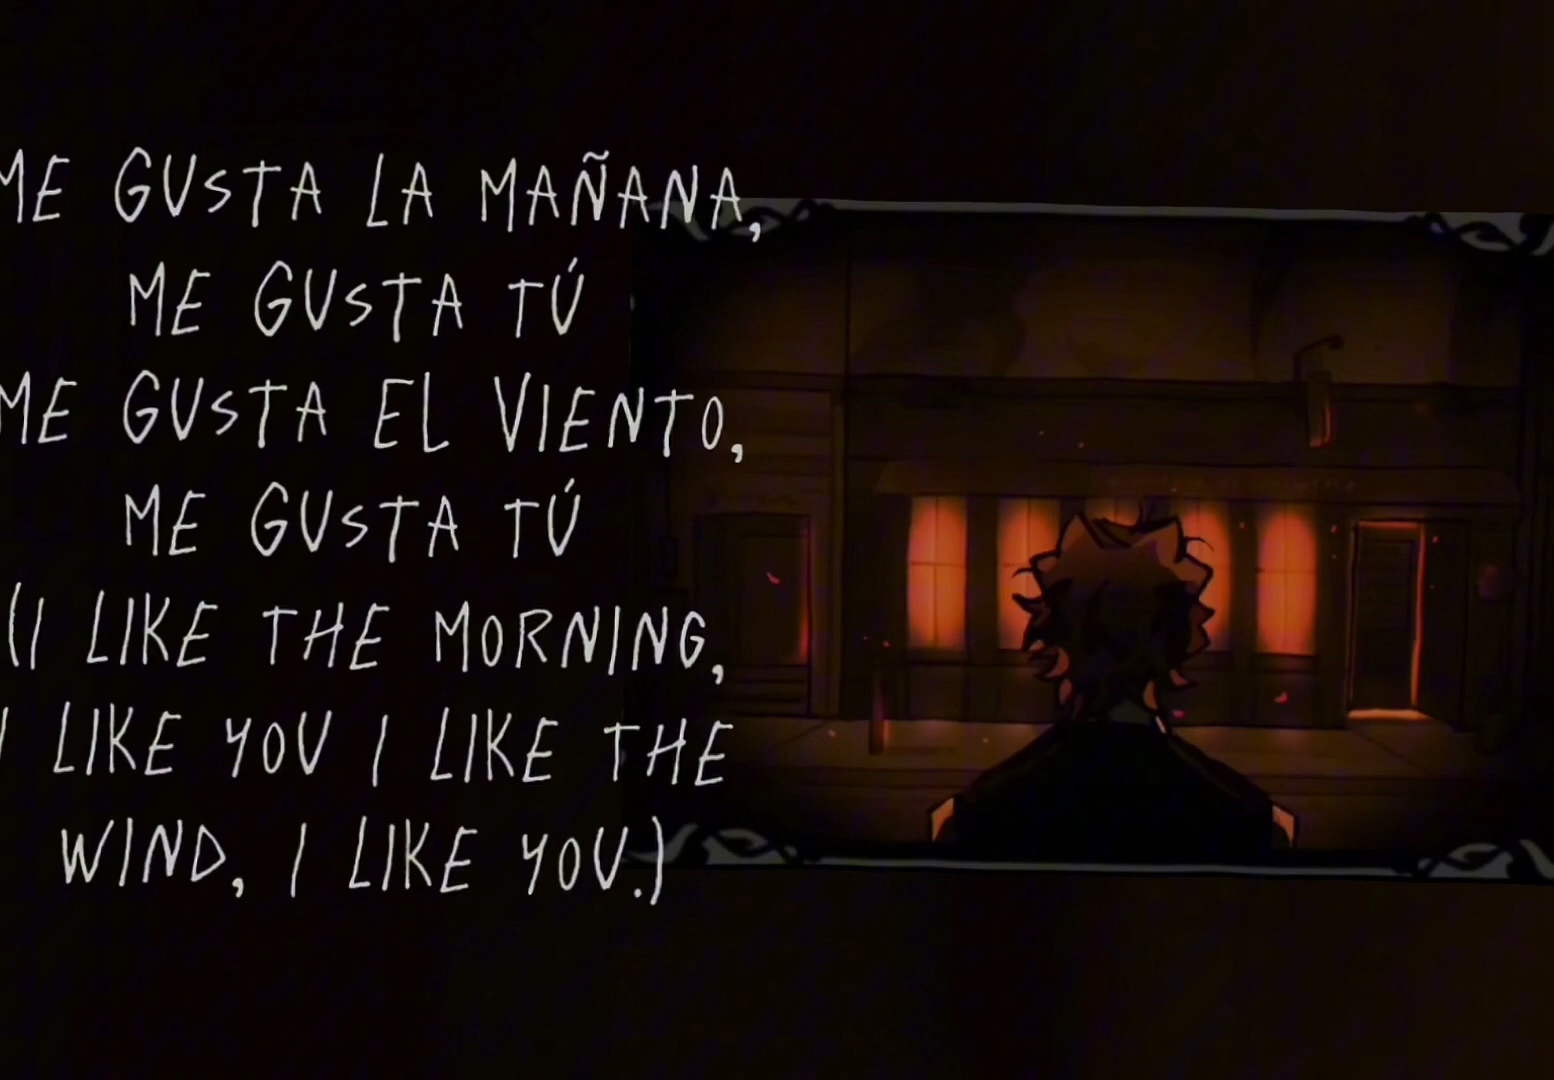 ME GUSTA LA MAÑANA,
ME GUSTA TÚ
ME GUSTA EL VIENTO,
ME GUSTA TÚ
(I LIKE THE MORNING,
I LIKE YOU I LIKE THE
WIND, I LIKE YOU.)